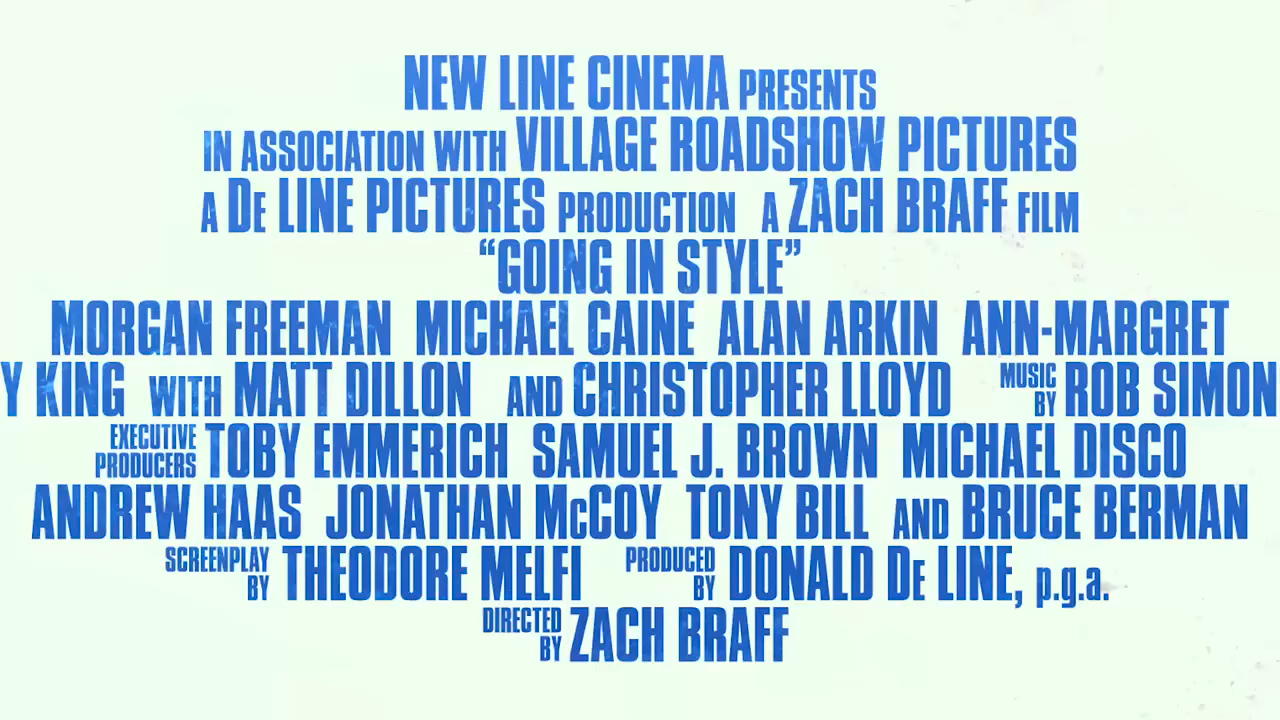 NEW LINE CINEMA PRESENTS
IN ASSOCIATION WITH VILLAGE ROADSHOW PICTURES
A De LINE PICTURES PRODUCTION A ZACH BRAFF FILM
“GOING IN STYLE”
MORGAN FREEMAN MICHAEL CAINE ALAN ARKIN ANN-MARGRET
Y KING WITH MATT DILLON AND CHRISTOPHER LLOYD MUSIC BY ROB SIMON
EXECUTIVE PRODUCERS TOBY EMMERICH SAMUEL J. BROWN MICHAEL DISCO
ANDREW HAAS JONATHAN McCOY TONY BILL AND BRUCE BERMAN
SCREENPLAY BY THEODORE MELFI PRODUCED BY DONALD De LINE, p.g.a.
DIRECTED BY ZACH BRAFF